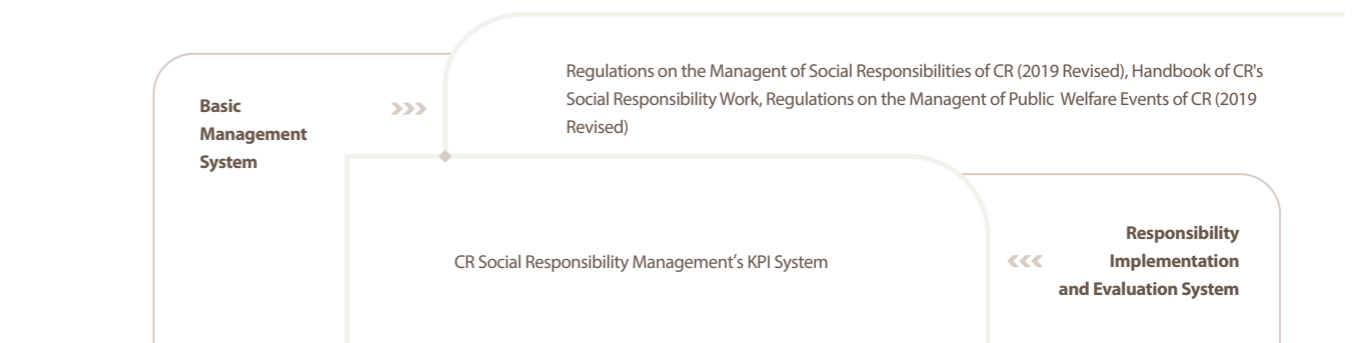 Basic
Management
System
Regulations on the Managent of Social Responsibilities of CR (2019 Revised), Handbook of CR's
Social Responsibility Work, Regulations on the Managent of Public Welfare Events of CR (2019
Revised)
CR Social Responsibility Management’s KPI System
Responsibility
Implementation
and Evaluation System